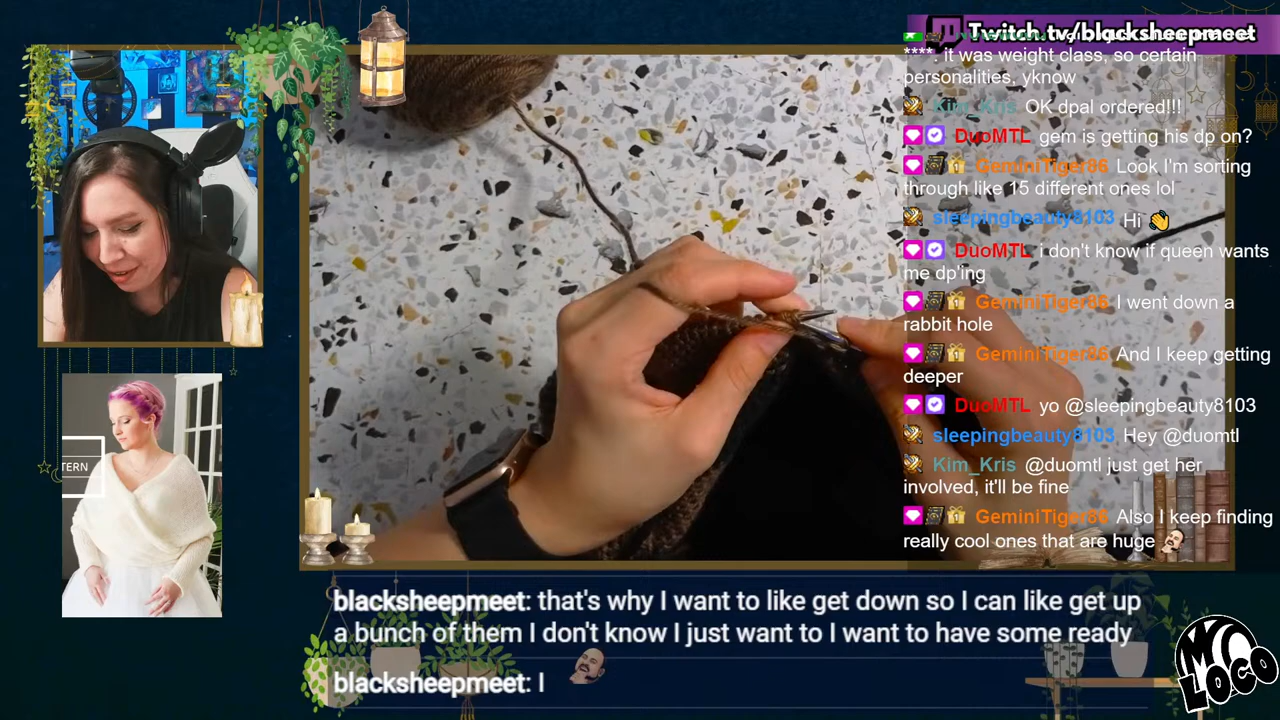 Twitch.tv/blacksheepmeet
****. it was weight class, so certain
personalities, yknow
Kim_Kris OK dpal ordered!!!
DuoMTL gem is getting his dp on?
GeminiTiger86 Look I'm sorting
through like 15 different ones lol
sleepingbeauty8103 Hi 👋
DuoMTL i don't know if queen wants
me dp'ing
GeminiTiger86 I went down a
rabbit hole
GeminiTiger86 And I keep getting
deeper
DuoMTL yo @sleepingbeauty8103
sleepingbeauty8103 Hey @duomtl
Kim_Kris @duomtl just get her
involved, it'll be fine
GeminiTiger86 Also I keep finding
really cool ones that are huge
TERN
blacksheepmeet: that's why I want to like get down so I can like get up
a bunch of them I don't know I just want to I want to have some ready
blacksheepmeet: I
MC
LOCO